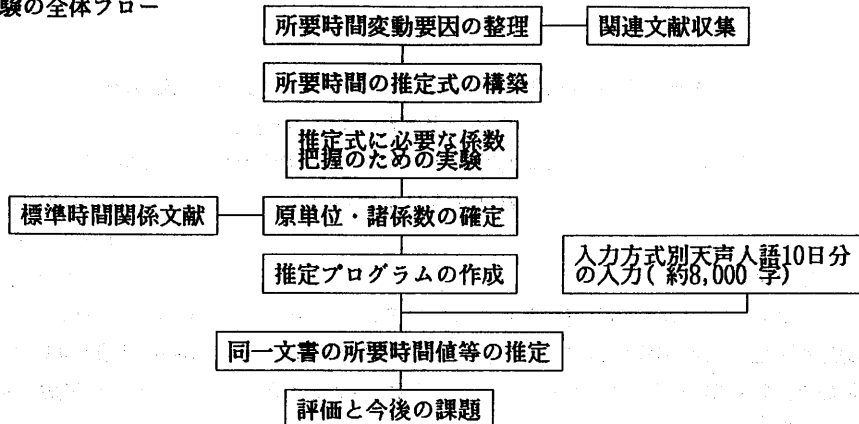 験の全体フロー
所要時間変動要因の整理
関連文献収集
所要時間の推定式の構築
推定式に必要な係数
把握のための実験
標準時間関係文献
原単位・諸係数の確定
推定プログラムの作成
入力方式別天声人語10日分
の入力( 約8,000 字)
同一文書の所要時間値等の推定
評価と今後の課題